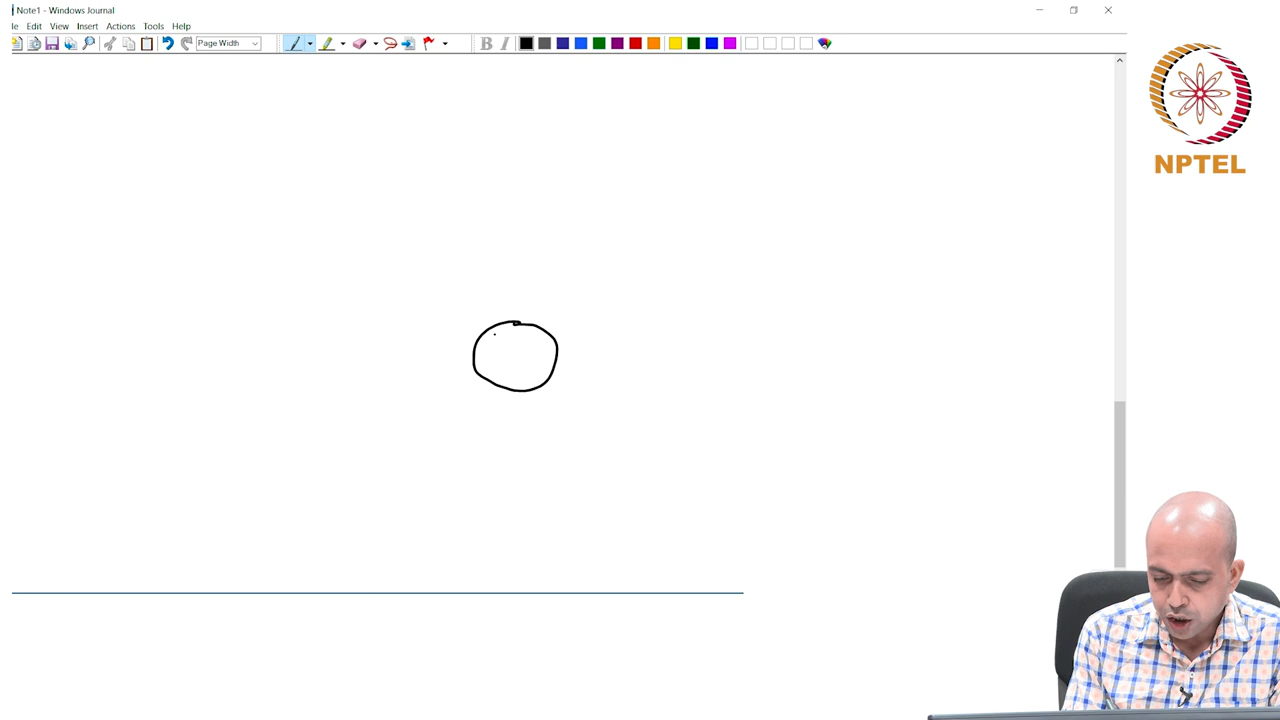 Note1 - Windows Journal
le Edit View Insert Actions Tools Help
Page Width
B I
NPTEL